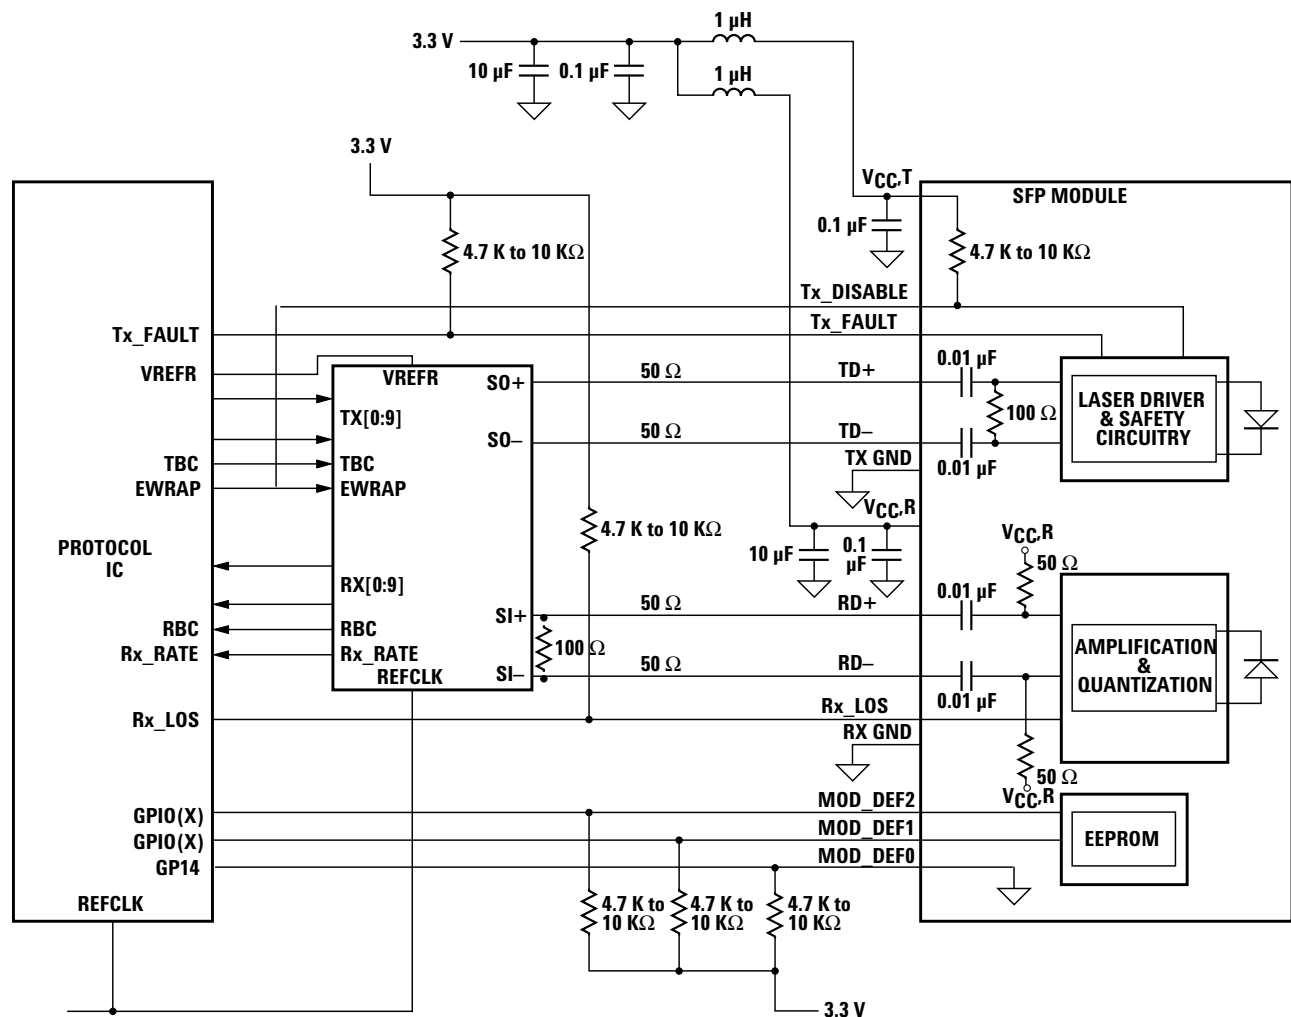 1 µH
3.3 V
10 µF
0.1 µF
1 µH
3.3 V
VCC,T
SFP MODULE
0.1 µF
4.7 K to 10 KΩ
4.7 K to 10 KΩ
Tx_DISABLE
Tx_FAULT
Tx_FAULT
0.01 µF
VREFR
VREFR
SO+
50 Ω
TD+
TX[0:9]
100 Ω
LASER DRIVER
& SAFETY
CIRCUITRY
SO–
50 Ω
TD–
0.01 µF
TBC
TBC
TX GND
EWRAP
EWRAP
VCC,R
4.7 K to 10 KΩ
PROTOCOL
IC
10 µF
0.1
µF
VCC,R
50 Ω
RX[0:9]
0.01 µF
SI+
50 Ω
RD+
RBC
RBC
100 Ω
Rx_RATE
Rx_RATE
AMPLIFICATION
&
QUANTIZATION
REFCLK
SI–
50 Ω
RD–
0.01 µF
Rx_LOS
Rx_LOS
RX GND
50 Ω
VCC,R
MOD_DEF2
GPIO(X)
MOD_DEF1
GPIO(X)
EEPROM
MOD_DEF0
GP14
REFCLK
4.7 K to
10 KΩ
4.7 K to
10 KΩ
4.7 K to
10 KΩ
3.3 V